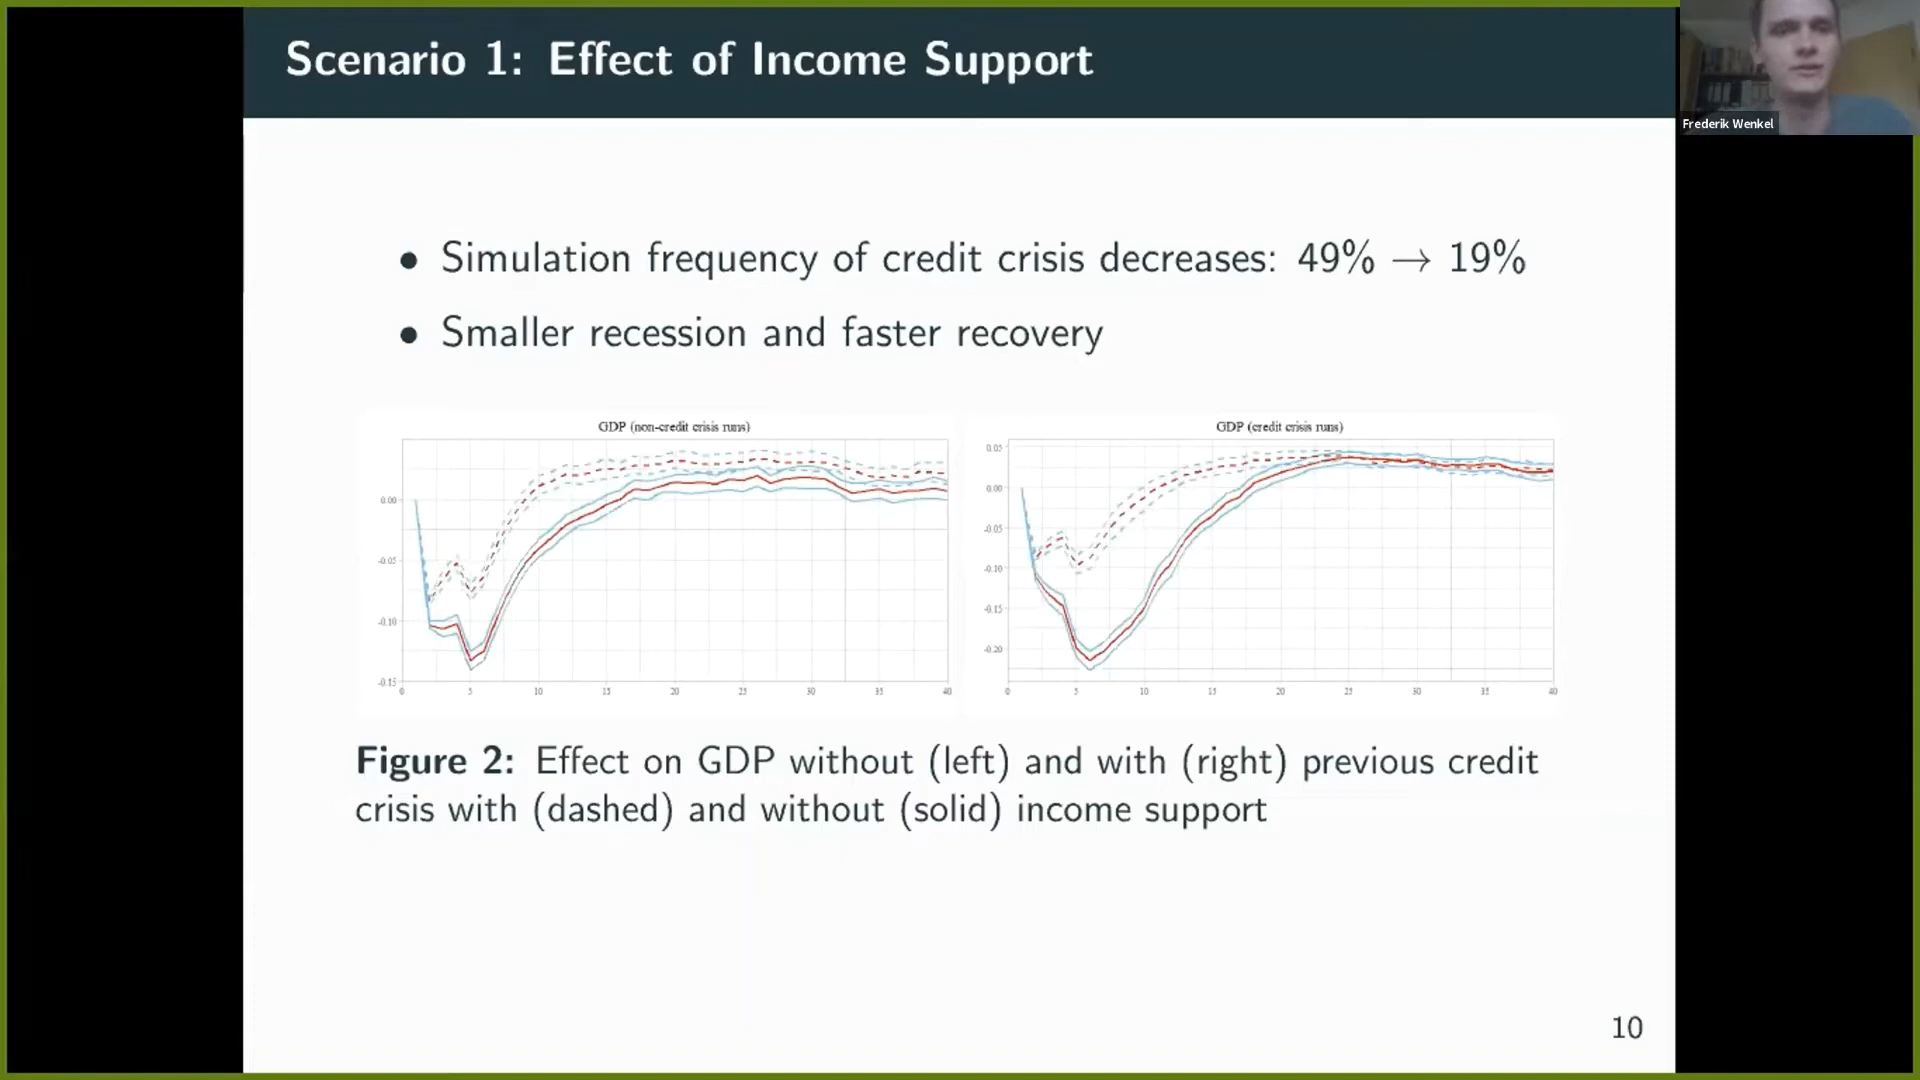 Scenario 1: Effect of Income Support
Frederik Wenkel
• Simulation frequency of credit crisis decreases: 49% → 19%
• Smaller recession and faster recovery
GDP (non-credit crisis runs)
0.00
-0.05
-0.10
-0.15
0 5 10 15 20 25 30 35 40
GDP (credit crisis runs)
0.05
0.00
-0.05
-0.10
-0.15
-0.20
0 5 10 15 20 25 30 35 40
Figure 2: Effect on GDP without (left) and with (right) previous credit
crisis with (dashed) and without (solid) income support
10